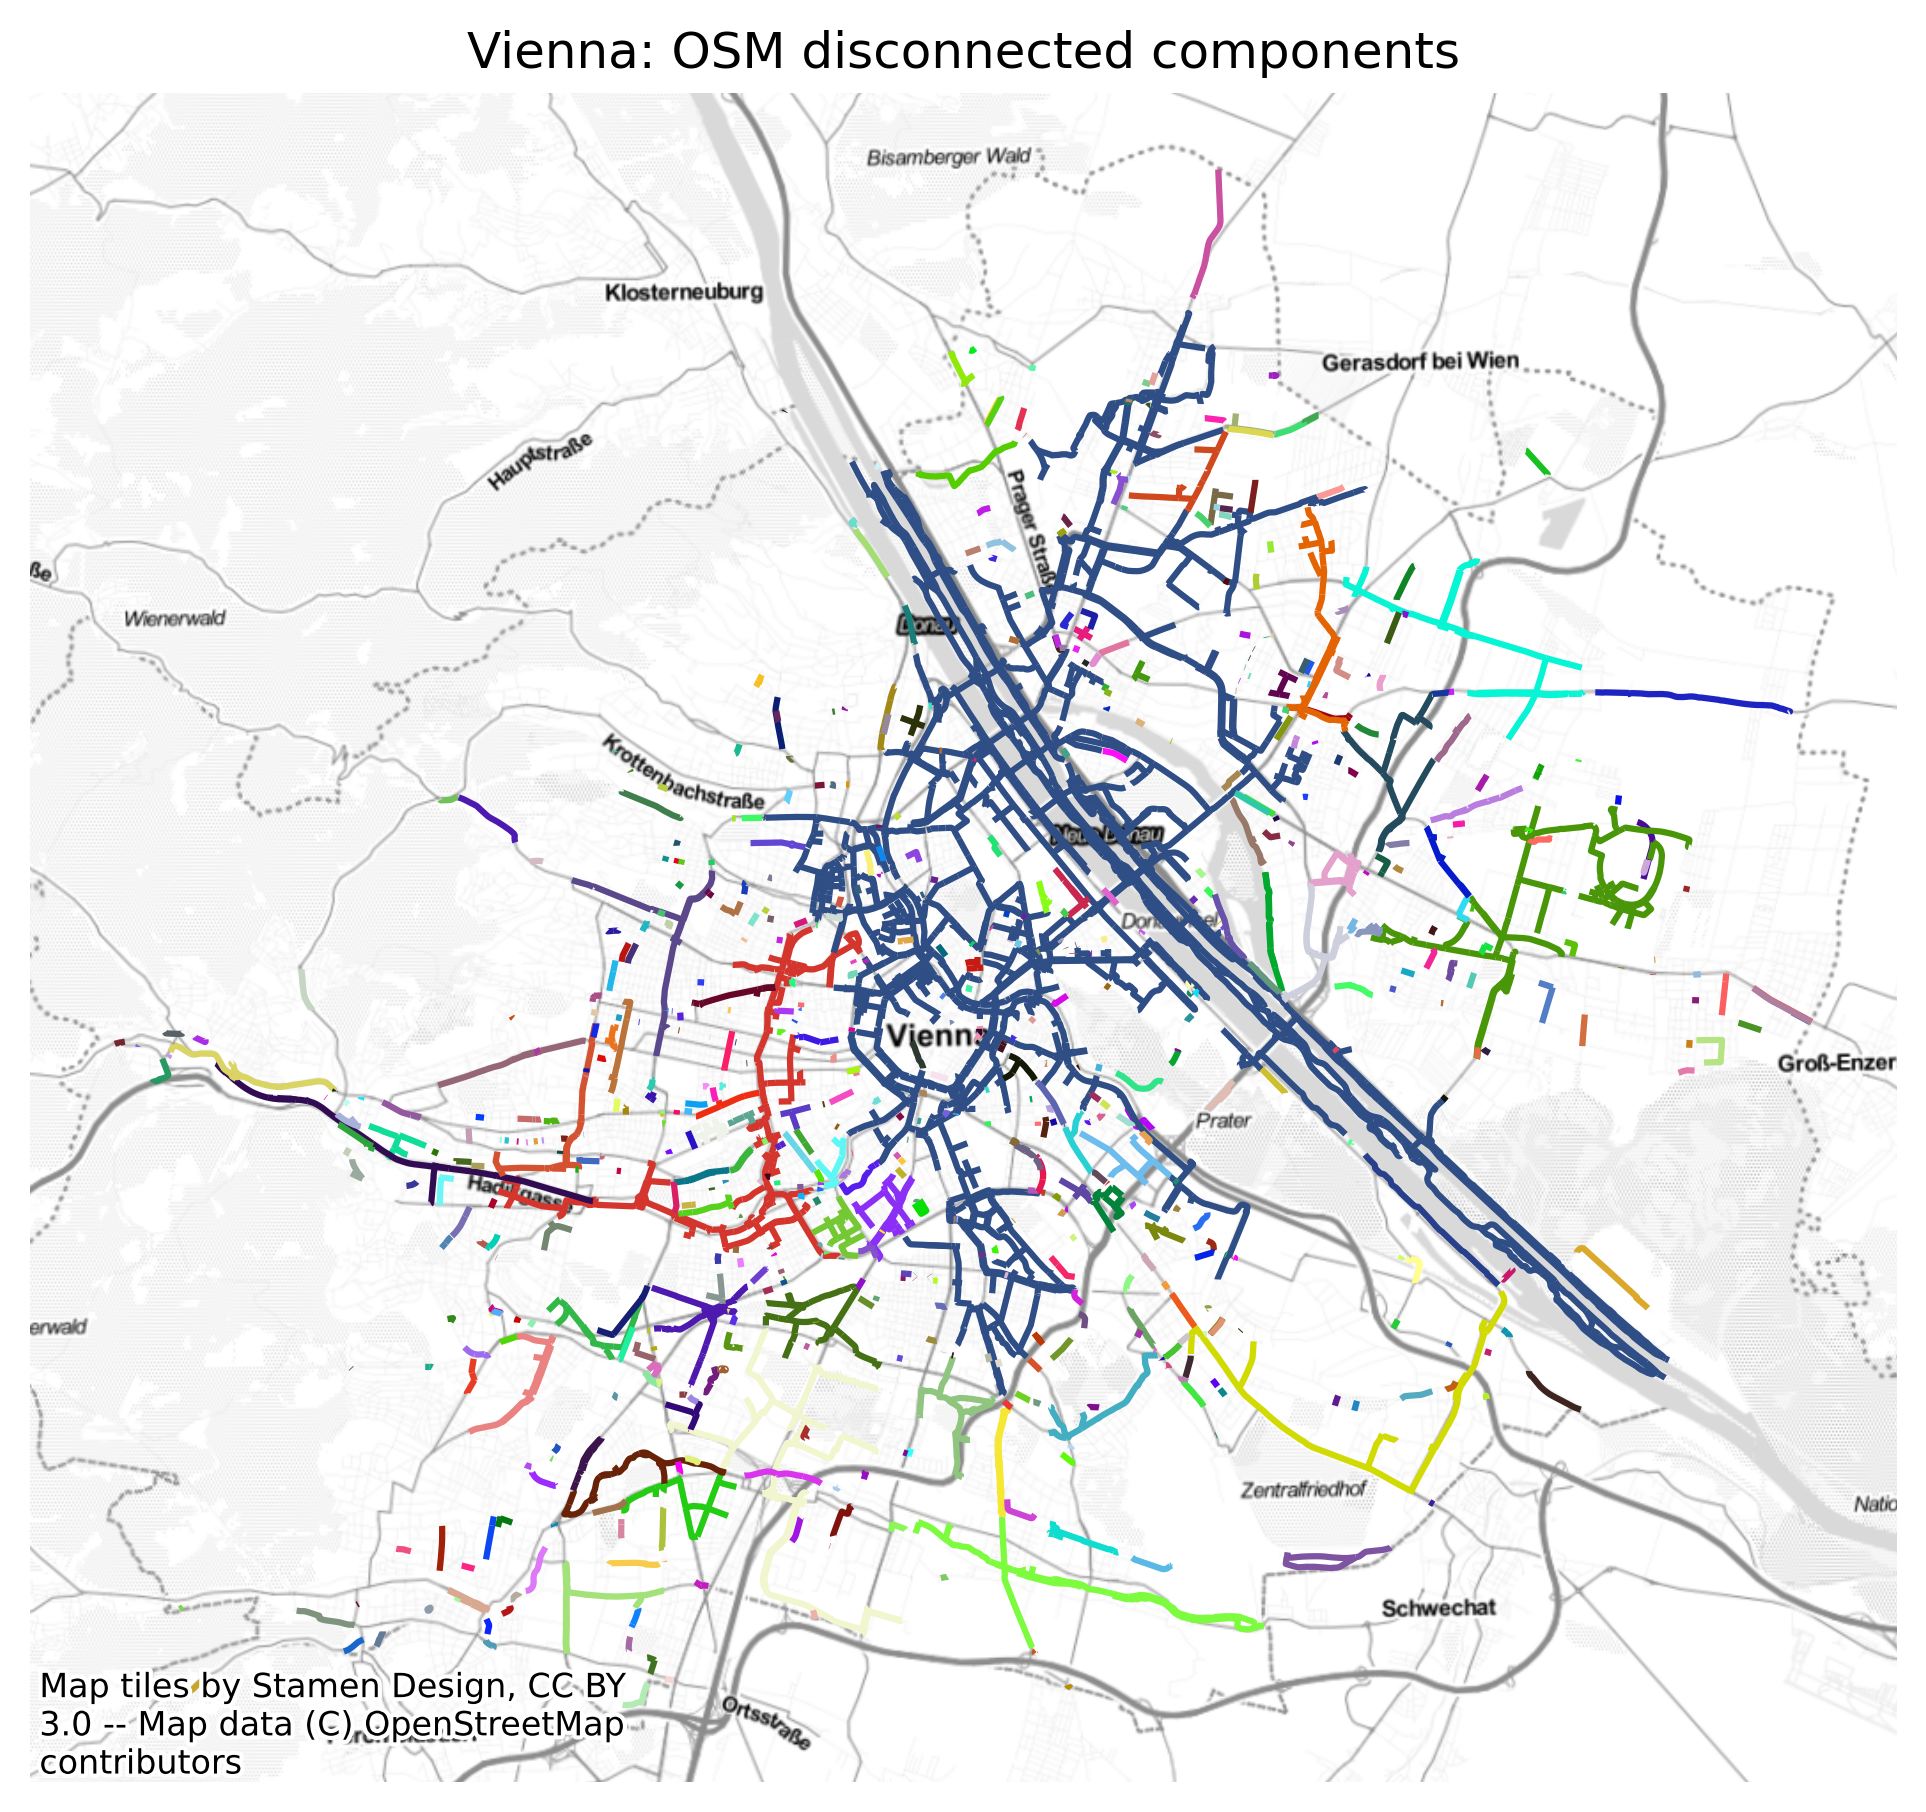 Vienna: OSM disconnected components
Bisamberger Wald
Klosterneuburg
Gerasdorf bei Wien
Hauptstraße
Prager Straße
ße
Wienerwald
Donau
Krottenbachstraße
Neue Donau
Vienna
Groß-Enzer
Prater
erwald
Zentralfriedhof
Natio
Schwechat
Ortsstraße
Map tiles by Stamen Design, CC BY
3.0 -- Map data (C) OpenStreetMap
contributors